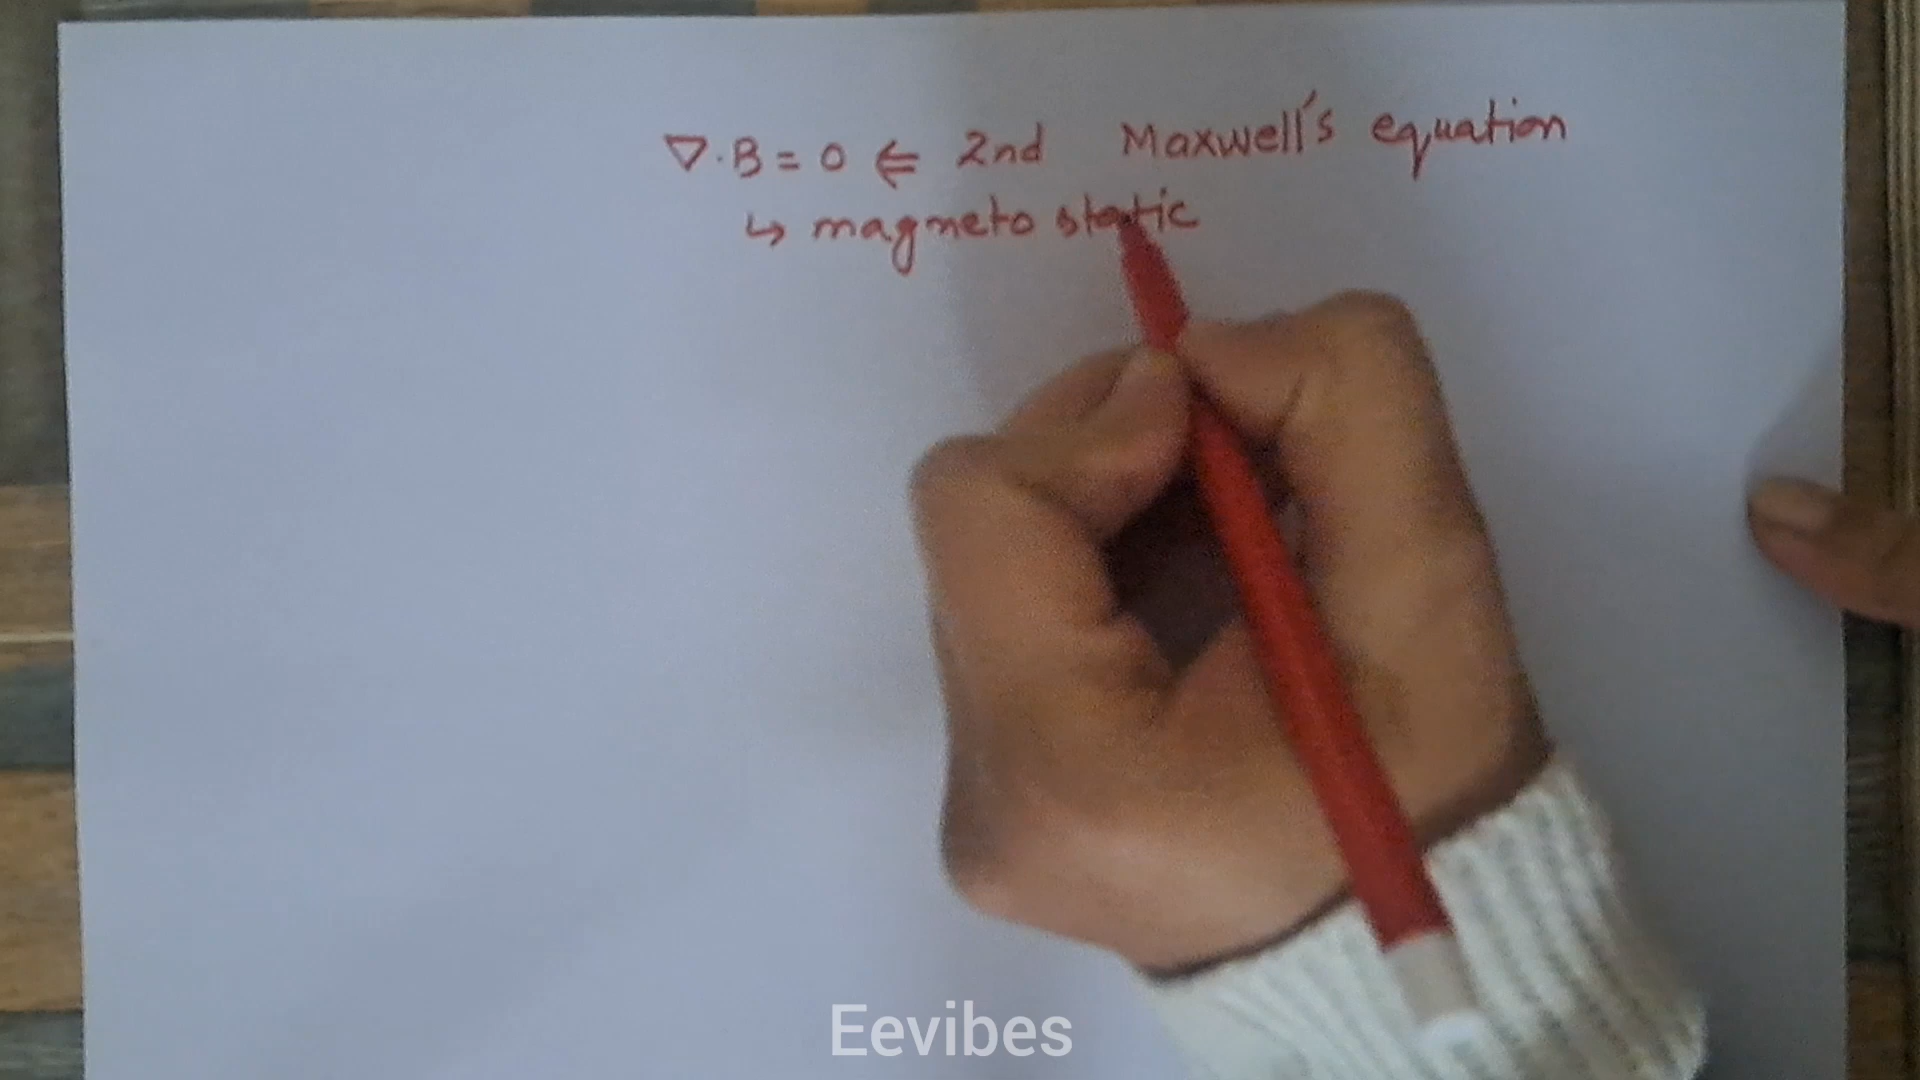 ∇·B = 0 ⇐ 2nd Maxwell's equation
↳ magneto static
Eevibes